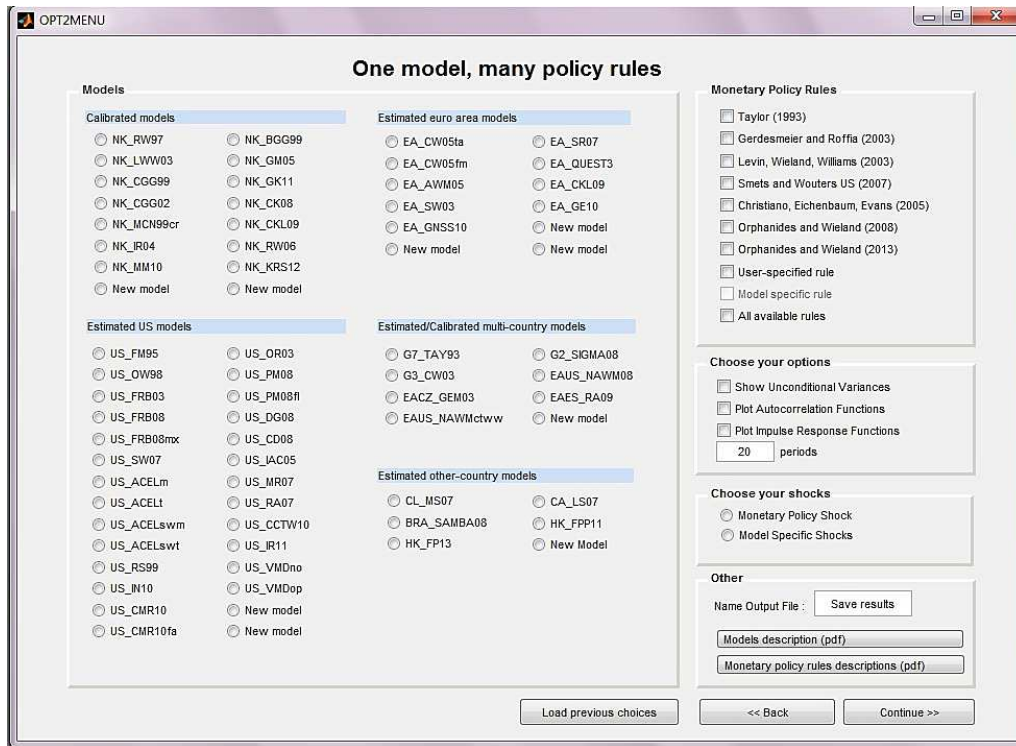 OPT2MENU
One model, many policy rules
Models
Calibrated models
NK_RW97 NK_BGG99
NK_LWW03 NK_GM05
NK_CGG99 NK_GK11
NK_CGG02 NK_CK08
NK_MCN99cr NK_CKL09
NK_IR04 NK_RW06
NK_MM10 NK_KRS12
New model New model
Estimated US models
US_FM95 US_OR03
US_OW98 US_PM08
US_FRB03 US_PM08fl
US_FRB08 US_DG08
US_FRB08mx US_CD08
US_SW07 US_IAC05
US_ACELm US_MR07
US_ACELt US_RA07
US_ACELswm US_CCTW10
US_ACELswt US_IR11
US_RS99 US_VMDno
US_IN10 US_VMDop
US_CMR10 New model
US_CMR10fa New model
Estimated euro area models
EA_CW05ta EA_SR07
EA_CW05fm EA_QUEST3
EA_AWM05 EA_CKL09
EA_SW03 EA_GE10
EA_GNSS10 New model
New model
Estimated/Calibrated multi-country models
G7_TAY93 G2_SIGMA08
G3_CW03 EAUS_NAWM08
EACZ_GEM03 EAES_RA09
EAUS_NAWMctww New model
Estimated other-country models
CL_MS07 CA_LS07
BRA_SAMBA08 HK_FPP11
HK_FP13 New Model
Monetary Policy Rules
Taylor (1993)
Gerdesmeier and Roffia (2003)
Levin, Wieland, Williams (2003)
Smets and Wouters US (2007)
Christiano, Eichenbaum, Evans (2005)
Orphanides and Wieland (2008)
Orphanides and Wieland (2013)
User-specified rule
Model specific rule
All available rules
Choose your options
Show Unconditional Variances
Plot Autocorrelation Functions
Plot Impulse Response Functions
20 periods
Choose your shocks
Monetary Policy Shock
Model Specific Shocks
Other
Name Output File : Save results
Models description (pdf)
Monetary policy rules descriptions (pdf)
Load previous choices << Back Continue >>